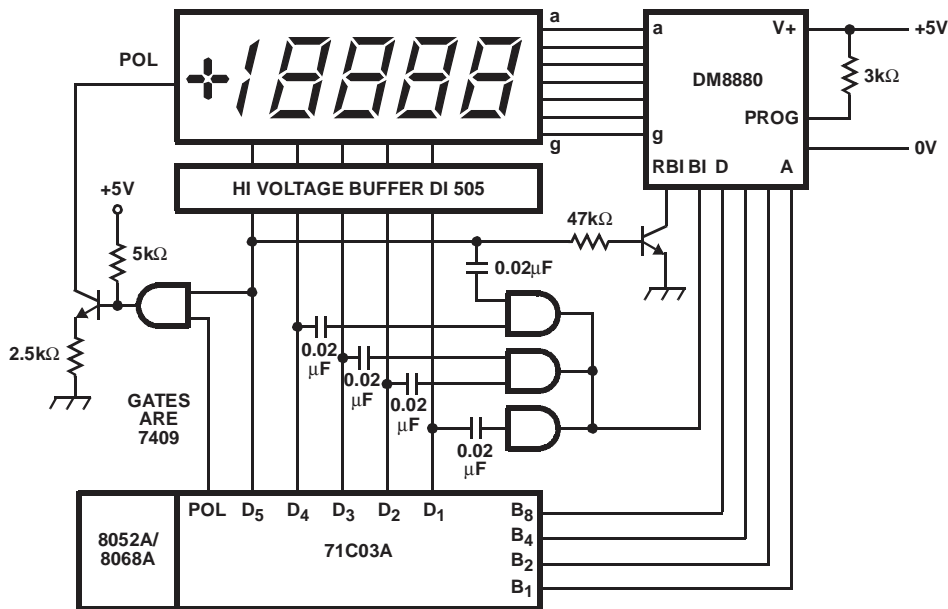 a
POL
a
V+
+5V
DM8880
3kΩ
PROG
g
g
0V
RBI BI D A
HI VOLTAGE BUFFER DI 505
+5V
47kΩ
5kΩ
0.02μF
2.5kΩ
0.02
μF
0.02
μF
0.02
μF
0.02
μF
GATES
ARE
7409
POL D5 D4 D3 D2 D1
8052A/
8068A
71C03A
B8
B4
B2
B1